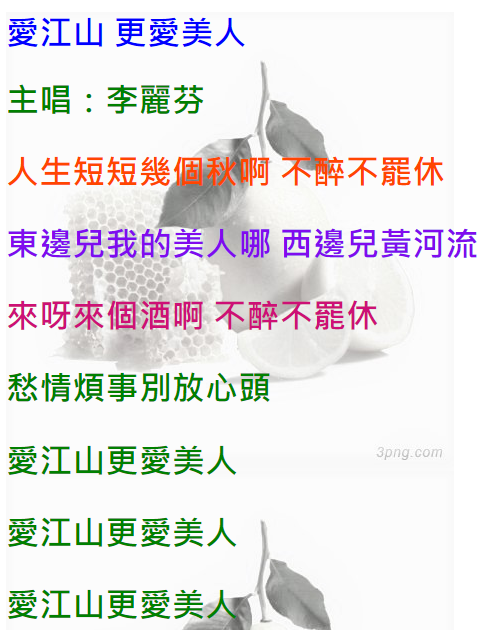 愛江山 更愛美人
主唱：李麗芬
人生短短幾個秋啊 不醉不罷休
東邊兒我的美人哪 西邊兒黃河流
來呀來個酒啊 不醉不罷休
愁情煩事別放心頭
3png.com
愛江山更愛美人
愛江山更愛美人
愛江山更愛美人